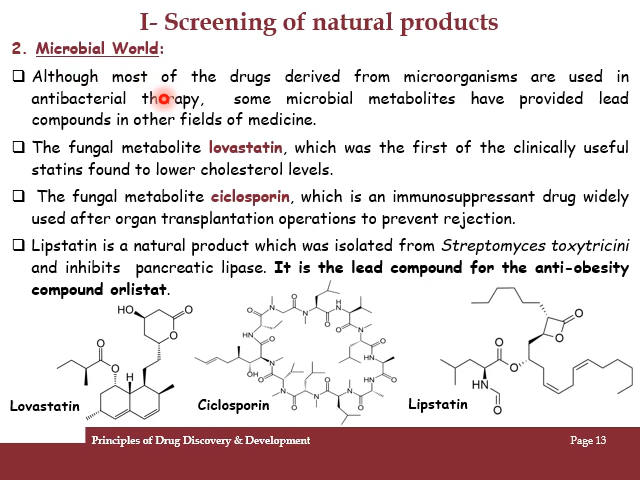 I- Screening of natural products
2. Microbial World:
❑ Although most of the drugs derived from microorganisms are used in
antibacterial therapy, some microbial metabolites have provided lead
compounds in other fields of medicine.
❑ The fungal metabolite lovastatin, which was the first of the clinically useful
statins found to lower cholesterol levels.
❑ The fungal metabolite ciclosporin, which is an immunosuppressant drug widely
used after organ transplantation operations to prevent rejection.
❑ Lipstatin is a natural product which was isolated from Streptomyces toxytricini
and inhibits pancreatic lipase. It is the lead compound for the anti-obesity
compound orlistat.
Lovastatin
Ciclosporin
Lipstatin
Principles of Drug Discovery & Development
Page 13